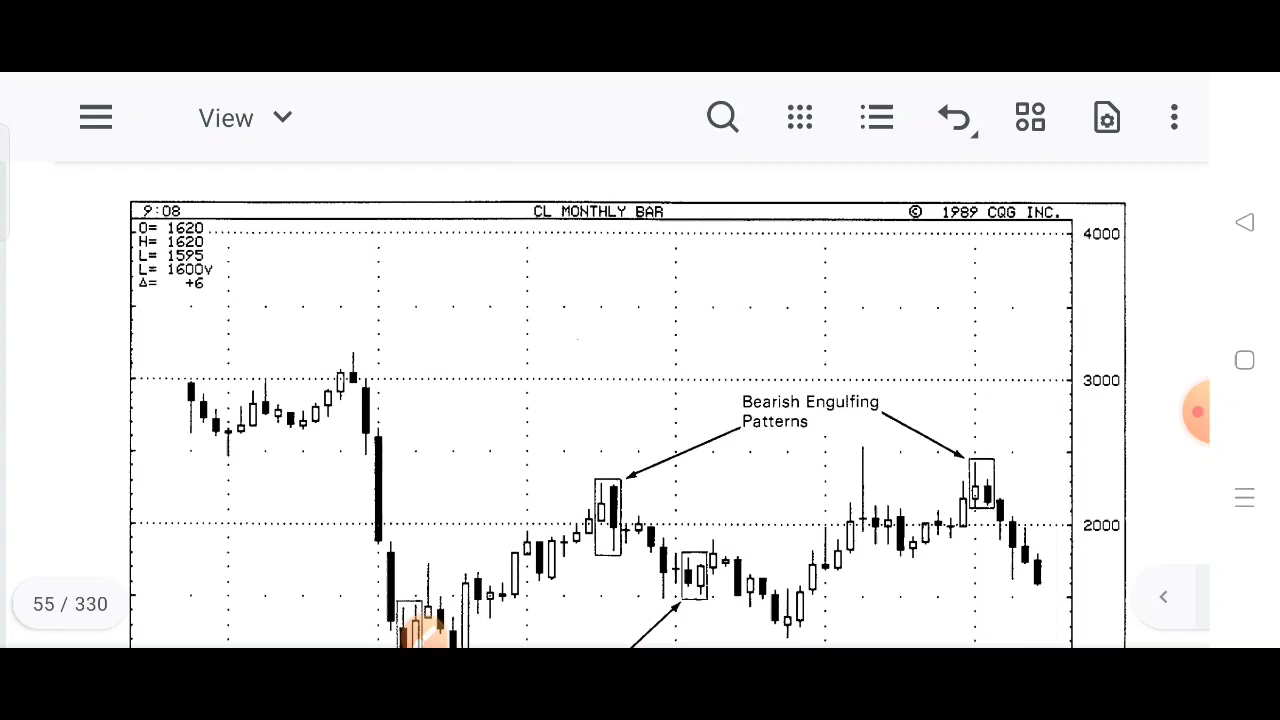 View
9:08 CL MONTHLY BAR © 1989 CQG INC.
O= 1620
H= 1620
L= 1595
L= 1600v
Δ= +6
4000
3000
Bearish Engulfing
Patterns
2000
55 / 330